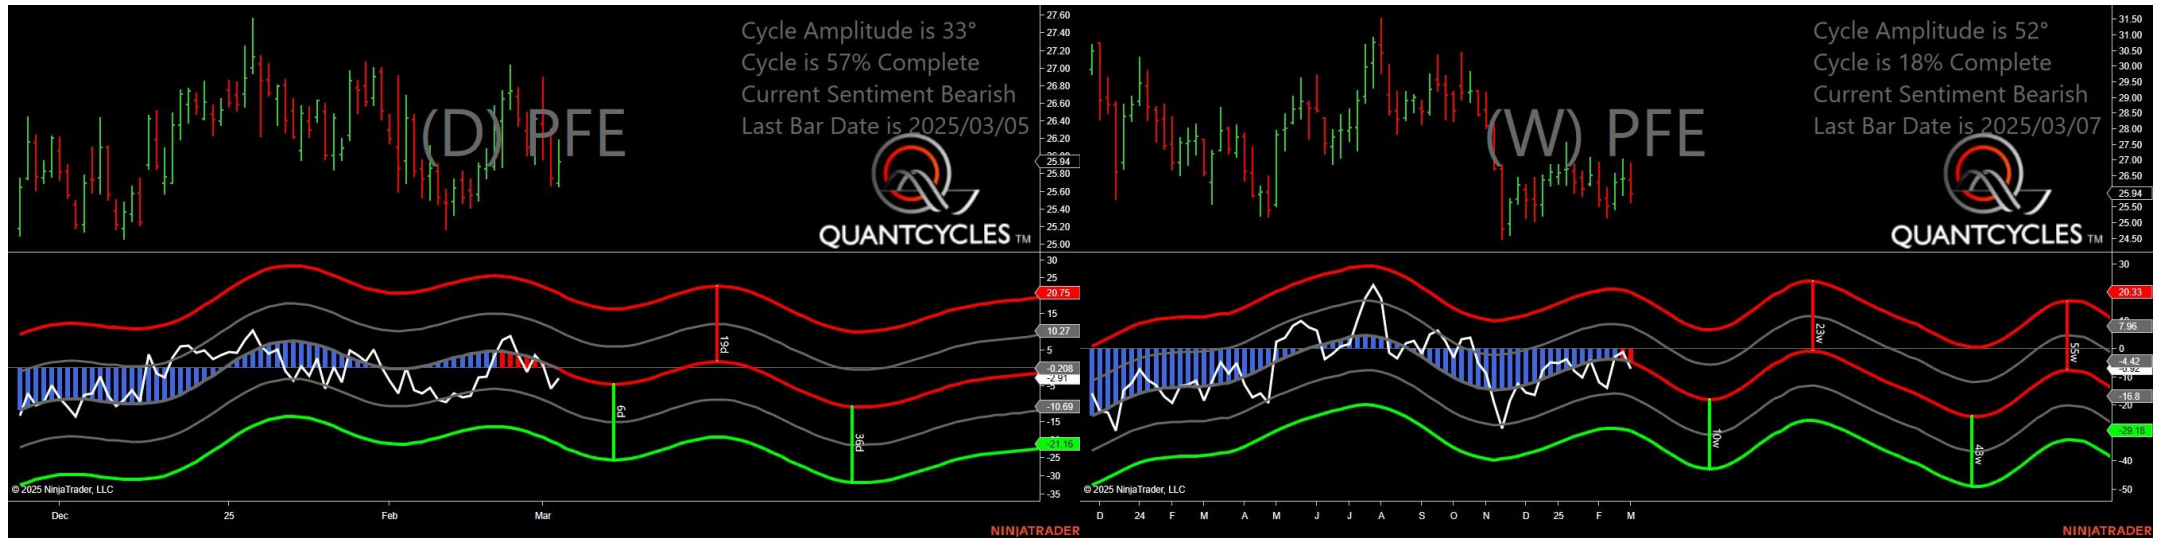 Cycle Amplitude is 33°
Cycle is 57% Complete
Current Sentiment Bearish
Last Bar Date is 2025/03/05
(D) PFE
QUANTCYCLES TM
27.60
27.40
27.20
27.00
26.80
26.60
26.40
26.20
25.94
25.80
25.60
25.40
25.20
25.00
30
25
20.75
15
10.27
5
-0.208
-2.91
-10.69
-15
-21.16
-25
-30
-35
19d
6d
36d
© 2025 NinjaTrader, LLC
Dec
25
Feb
Mar
NINJATRADER
Cycle Amplitude is 52°
Cycle is 18% Complete
Current Sentiment Bearish
Last Bar Date is 2025/03/07
(W) PFE
QUANTCYCLES TM
31.50
31.00
30.50
30.00
29.50
29.00
28.50
28.00
27.50
27.00
26.50
25.94
25.50
25.00
24.50
30
20.33
7.96
0
-4.42
-10
-16.8
-20
-29.18
-40
-50
23w
55w
10w
43w
© 2025 NinjaTrader, LLC
D
24
F
M
A
M
J
J
A
S
O
N
D
25
F
M
NINJATRADER